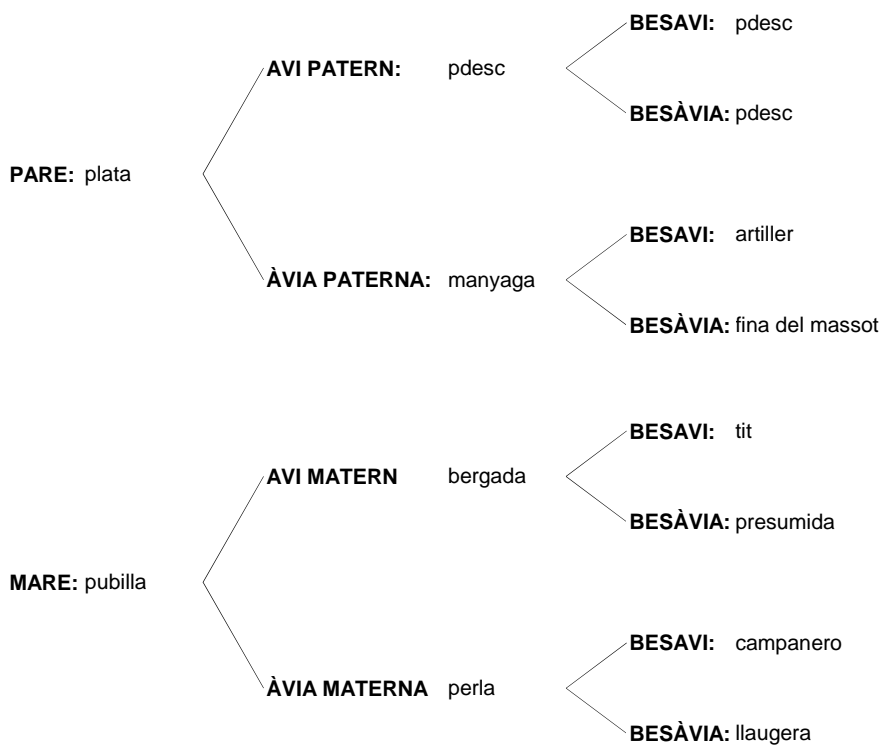 BESAVI: pdesc
AVI PATERN: pdesc
BESÀVIA: pdesc
PARE: plata
BESAVI: artiller
ÀVIA PATERNA: manyaga
BESÀVIA: fina del massot
BESAVI: tit
AVI MATERN bergada
BESÀVIA: presumida
MARE: pubilla
BESAVI: campanero
ÀVIA MATERNA perla
BESÀVIA: llaugera